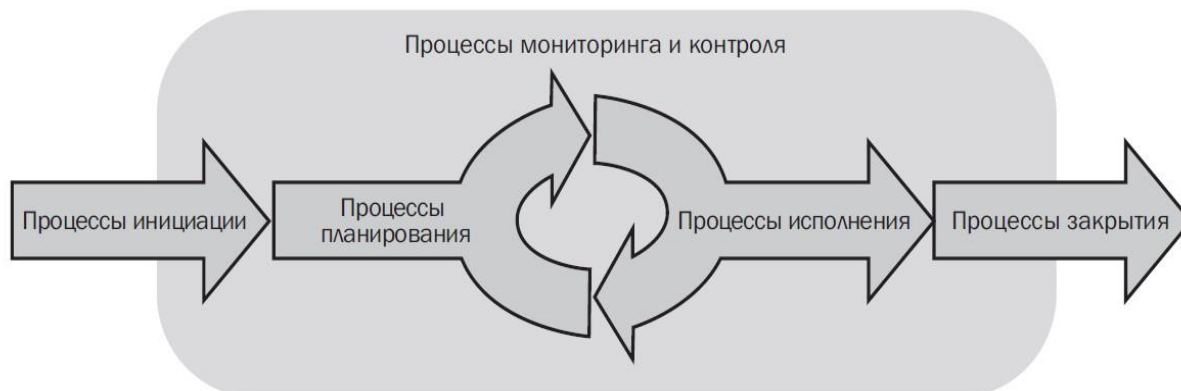 Процессы мониторинга и контроля
Процессы инициации
Процессы
планирования
Процессы исполнения
Процессы закрытия